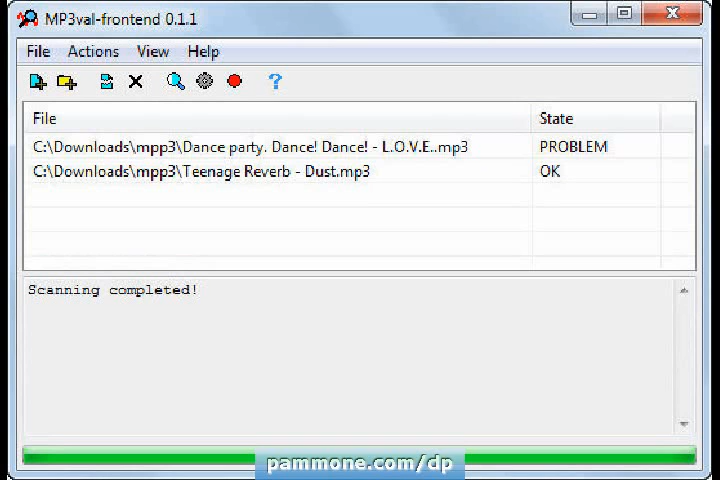 MP3val-frontend 0.1.1
File Actions View Help
?
File State
C:\Downloads\mpp3\Dance party. Dance! Dance! - L.O.V.E..mp3 PROBLEM
C:\Downloads\mpp3\Teenage Reverb - Dust.mp3 OK
Scanning completed!
pammone.com/dp